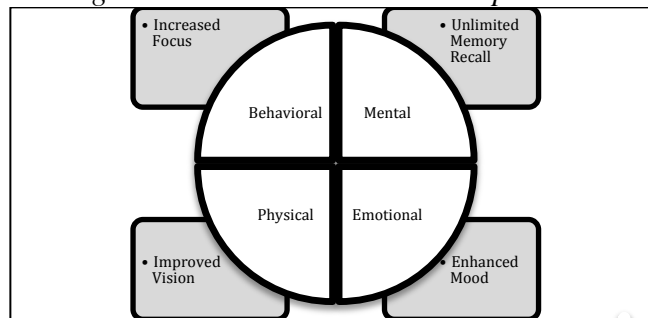 • Increased
Focus
• Unlimited
Memory
Recall
Behavioral
Mental
Physical
Emotional
• Improved
Vision
• Enhanced
Mood